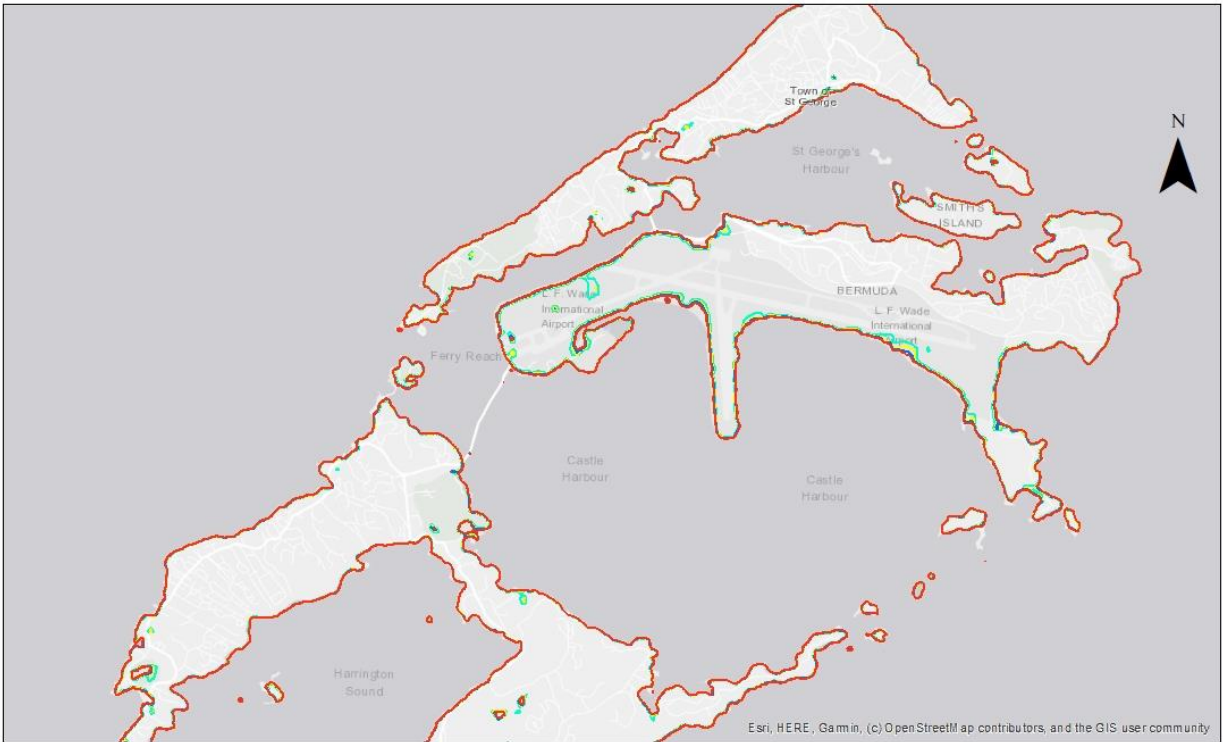 Town of
St George
N
St George's
Harbour
SMITH'S
ISLAND
BERMUDA
L. F. Wade
International
Airport
L. F. Wade
International
Airport
Ferry Reach
Castle
Harbour
Castle
Harbour
Harrington
Sound
Esri, HERE, Garmin, (c) OpenStreetMap contributors, and the GIS user community